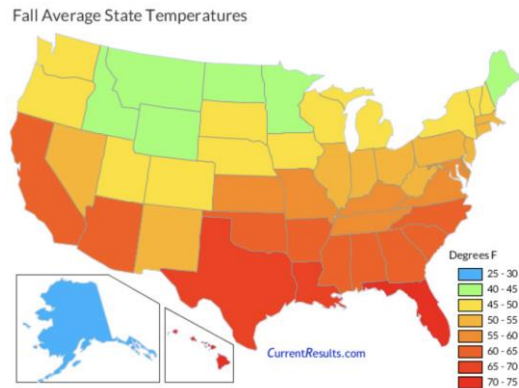 Fall Average State Temperatures
Degrees F
25 - 30
40 - 45
45 - 50
50 - 55
55 - 60
60 - 65
65 - 70
70 - 75
CurrentResults.com